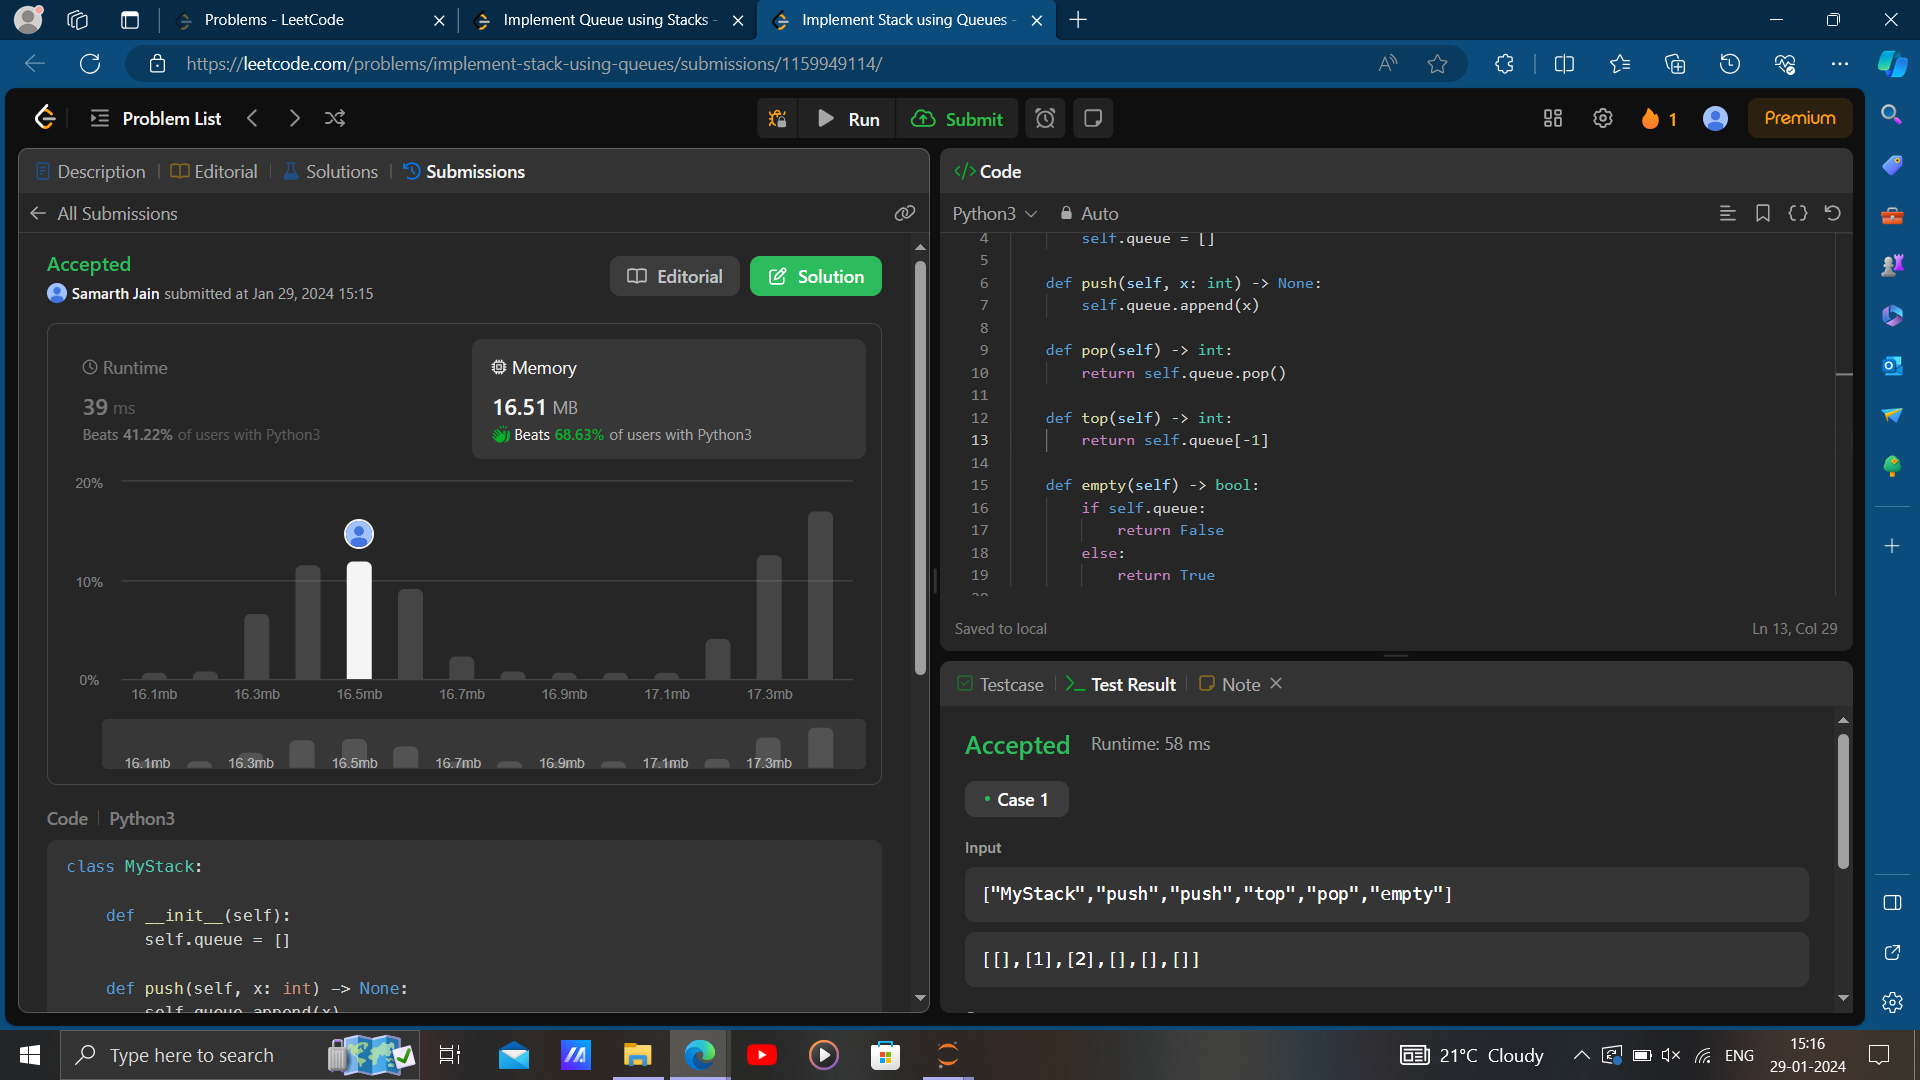 Problems - LeetCode
Implement Queue using Stacks -
Implement Stack using Queues -
https://leetcode.com/problems/implement-stack-using-queues/submissions/1159949114/
Problem List
Run
Submit
1
Premium
Description
Editorial
Solutions
Submissions
All Submissions
Accepted
Samarth Jain submitted at Jan 29, 2024 15:15
Editorial
Solution
Runtime
39 ms
Beats 41.22% of users with Python3
Memory
16.51 MB
Beats 68.63% of users with Python3
20%
10%
0%
16.1mb 16.3mb 16.5mb 16.7mb 16.9mb 17.1mb 17.3mb
16.1mb 16.3mb 16.5mb 16.7mb 16.9mb 17.1mb 17.3mb
Code Python3
class MyStack:
def __init__(self):
self.queue = []
def push(self, x: int) -> None:
self.queue.append(x)
</> Code
Python3 Auto
4 self.queue = []
5
6 def push(self, x: int) -> None:
7 self.queue.append(x)
8
9 def pop(self) -> int:
10 return self.queue.pop()
11
12 def top(self) -> int:
13 return self.queue[-1]
14
15 def empty(self) -> bool:
16 if self.queue:
17 return False
18 else:
19 return True
20
Saved to local
Ln 13, Col 29
Testcase
Test Result
Note
Accepted Runtime: 58 ms
• Case 1
Input
["MyStack","push","push","top","pop","empty"]
[[],[1],[2],[],[],[]]
Type here to search
21°C Cloudy
ENG
15:16
29-01-2024